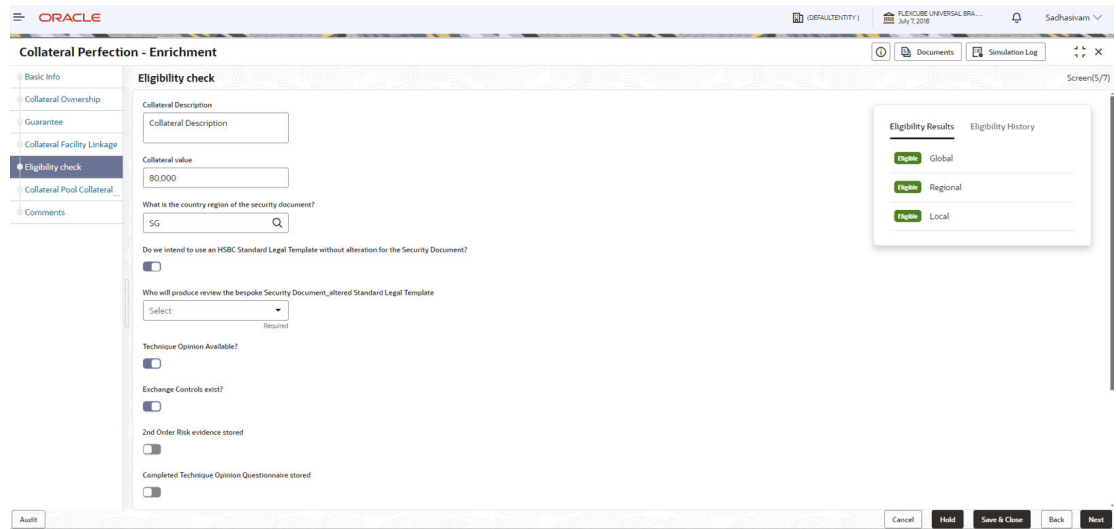 ORACLE
(DEFAULTENTITY)
FLEXCUBE UNIVERSAL BRA...
July 7, 2018
Sadhasivam
Collateral Perfection - Enrichment
Documents
Simulation Log
Basic Info
Collateral Ownership
Guarantee
Collateral Facility Linkage
Eligibility check
Collateral Pool Collateral ...
Comments
Eligibility check
Screen(5/7)
Collateral Description
Collateral Description
Collateral value
80,000
What is the country region of the security document?
SG
Do we intend to use an HSBC Standard Legal Template without alteration for the Security Document?
Who will produce review the bespoke Security Document_altered Standard Legal Template
Select
Required
Technique Opinion Available?
Exchange Controls exist?
2nd Order Risk evidence stored
Completed Technique Opinion Questionnaire stored
Eligibility Results Eligibility History
Eligible Global
Eligible Regional
Eligible Local
Audit
Cancel Hold Save & Close Back Next